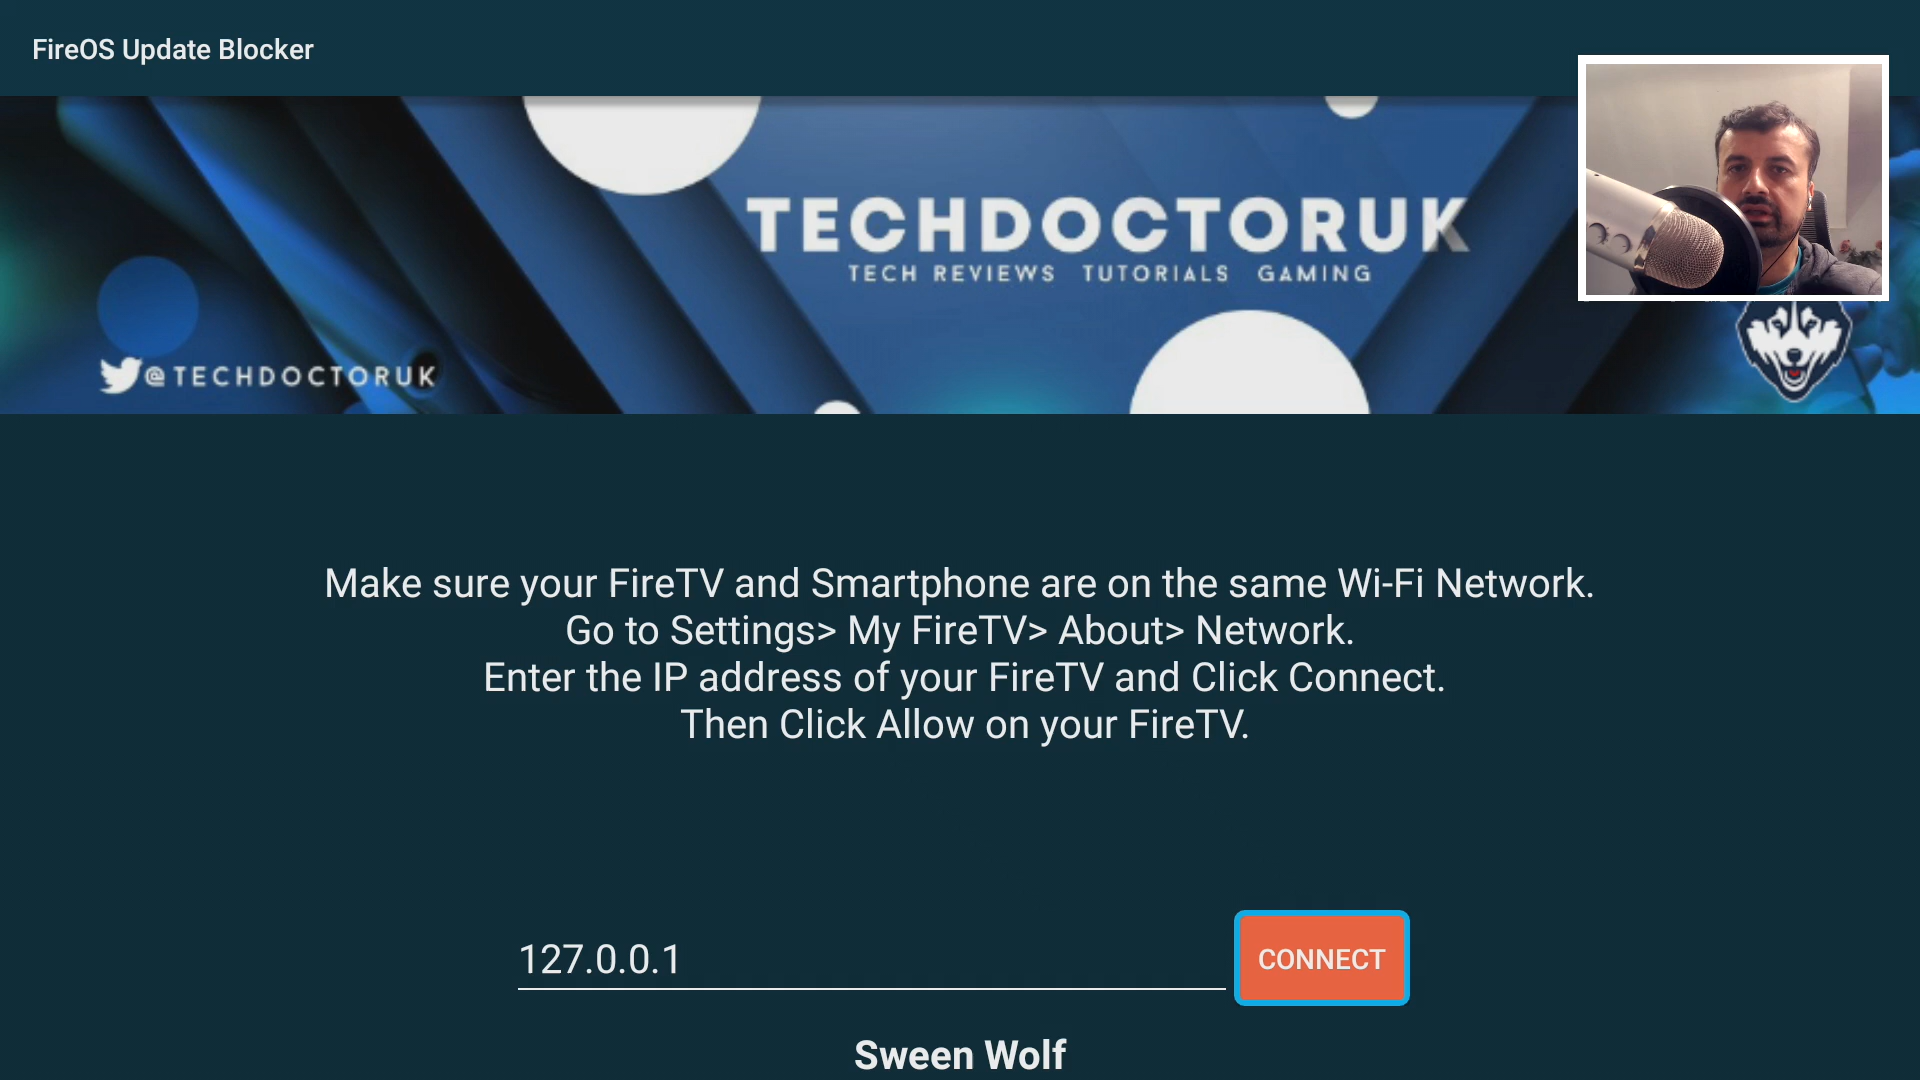 FireOS Update Blocker
TECHDOCTORUK
TECH REVIEWS TUTORIALS GAMING
@TECHDOCTORUK
Make sure your FireTV and Smartphone are on the same Wi-Fi Network.
Go to Settings> My FireTV> About> Network.
Enter the IP address of your FireTV and Click Connect.
Then Click Allow on your FireTV.
127.0.0.1
CONNECT
Sween Wolf